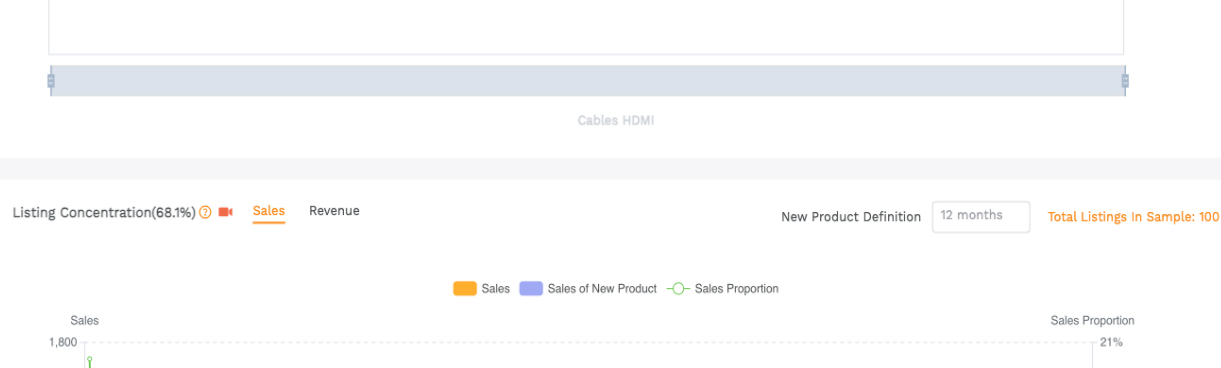 Cables HDMI
Listing Concentration(68.1%) ? Sales Revenue New Product Definition 12 months Total Listings In Sample: 100
Sales Sales of New Product Sales Proportion
Sales Sales Proportion
1,800 21%